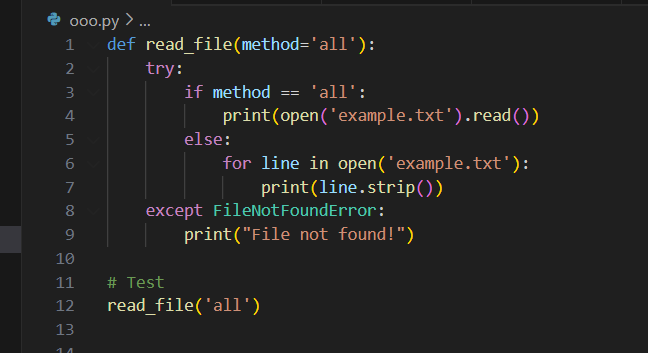 ooo.py > ...
1 def read_file(method='all'):
2     try:
3         if method == 'all':
4             print(open('example.txt').read())
5         else:
6             for line in open('example.txt'):
7                 print(line.strip())
8     except FileNotFoundError:
9         print("File not found!")
10
11 # Test
12 read_file('all')
13
14